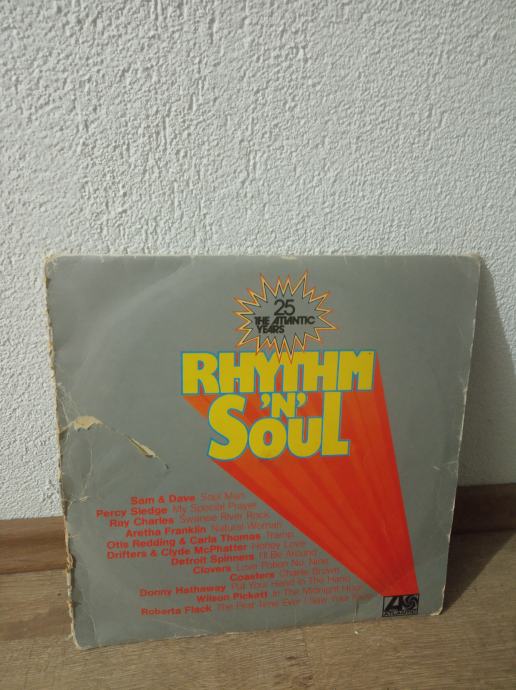 25
THE ATLANTIC
YEARS
RHYTHM
'N'
SOUL
Sam & Dave Soul Man
Percy Sledge My Special Prayer
Ray Charles Swanee River Rock
Aretha Franklin Natural Woman
Otis Redding & Carla Thomas Tramp
Drifters & Clyde McPhatter Honey Love
Detroit Spinners I'll Be Around
Clovers Love Potion No. Nine
Coasters Charlie Brown
Donny Hathaway Put Your Hand In The Hand
Wilson Pickett In The Midnight Hour
Roberta Flack The First Time Ever I Saw Your Face
ATLANTIC